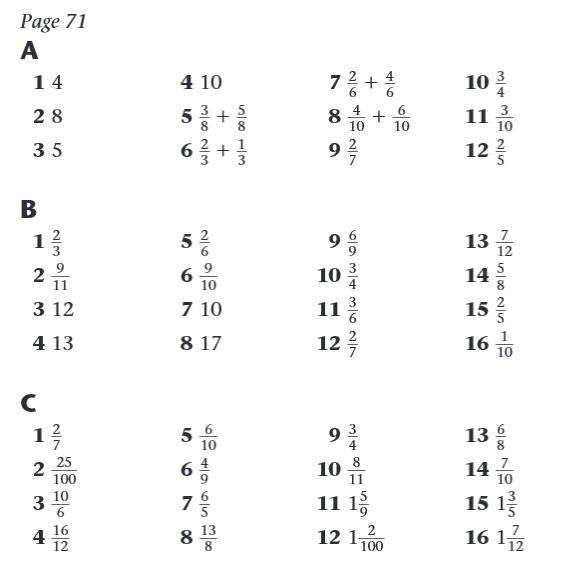 Page 71
A
1 4 4 10 7 2/6 + 4/6 10 3/4
2 8 5 3/8 + 5/8 8 4/10 + 6/10 11 3/10
3 5 6 2/3 + 1/3 9 2/7 12 2/5
B
1 2/3 5 2/6 9 6/9 13 7/12
2 9/11 6 9/10 10 3/4 14 5/8
3 12 7 10 11 3/6 15 2/5
4 13 8 17 12 2/7 16 1/10
C
1 2/7 5 6/10 9 3/4 13 6/8
2 25/100 6 4/9 10 8/11 14 7/10
3 10/6 7 6/5 11 1 5/9 15 1 3/5
4 16/12 8 13/8 12 1 2/100 16 1 7/12